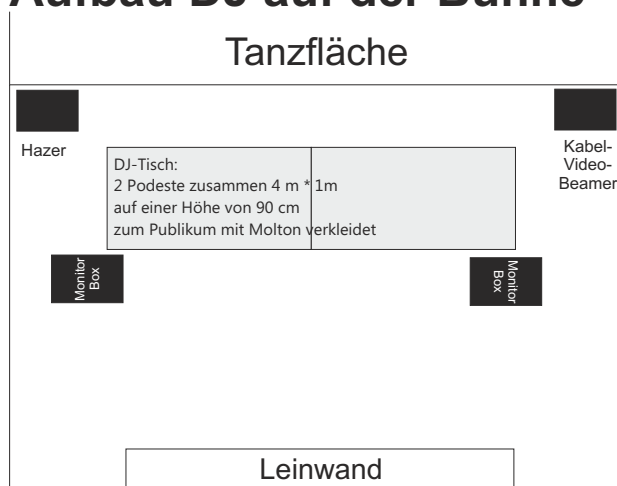 Aufbau DJ auf der Bühne
Tanzfläche
Hazer
Kabel-
Video-
Beamer
DJ-Tisch:
2 Podeste zusammen 4 m * 1m
auf einer Höhe von 90 cm
zum Publikum mit Molton verkleidet
Monitor
Box
Monitor
Box
Leinwand